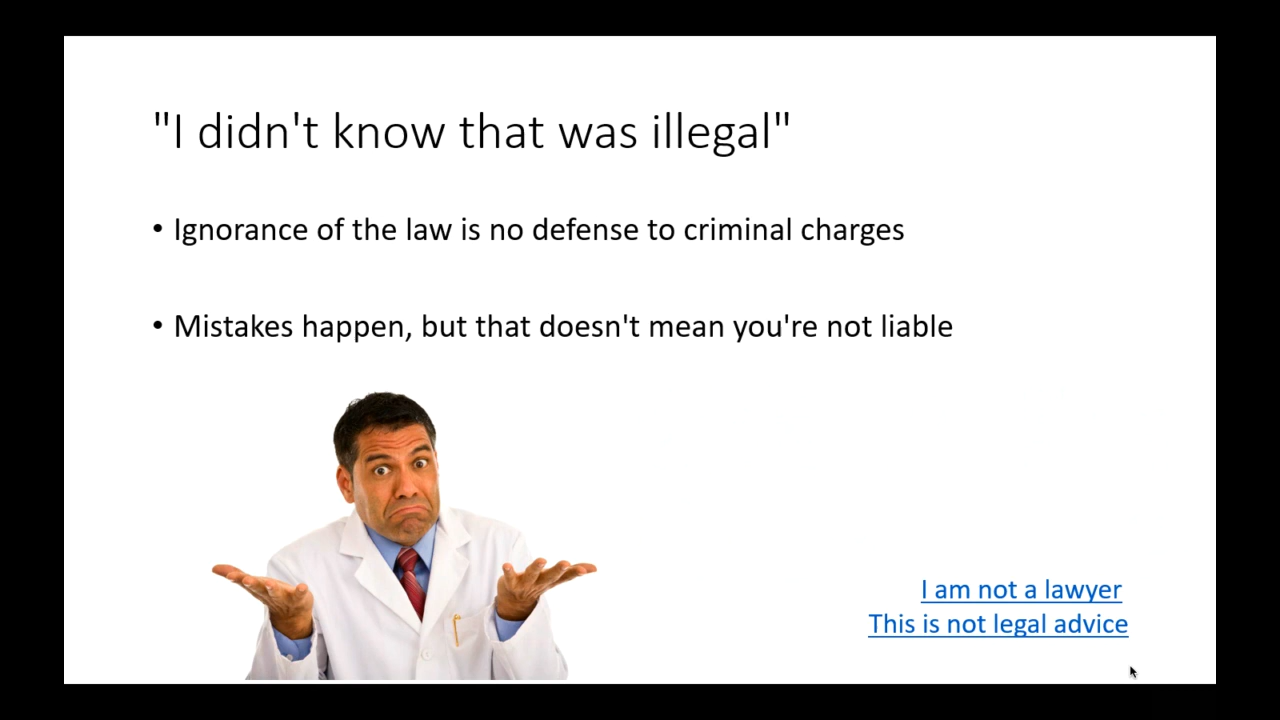 "I didn't know that was illegal"
• Ignorance of the law is no defense to criminal charges
• Mistakes happen, but that doesn't mean you're not liable
I am not a lawyer
This is not legal advice